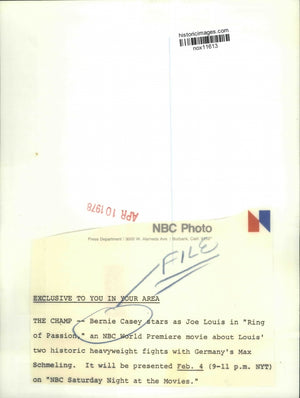 historicimages.com
nox11613
APR 10 1978
NBC Photo
Press Department / 3000 W. Alameda Ave. / Burbank, Calif. 91523
FILE
EXCLUSIVE TO YOU IN YOUR AREA
THE CHAMP -- Bernie Casey stars as Joe Louis in "Ring
of Passion," an NBC World Premiere movie about Louis'
two historic heavyweight fights with Germany's Max
Schmeling. It will be presented Saturday, Feb. 4 (9-11 p.m. NYT)
on "NBC Saturday Night at the Movies."